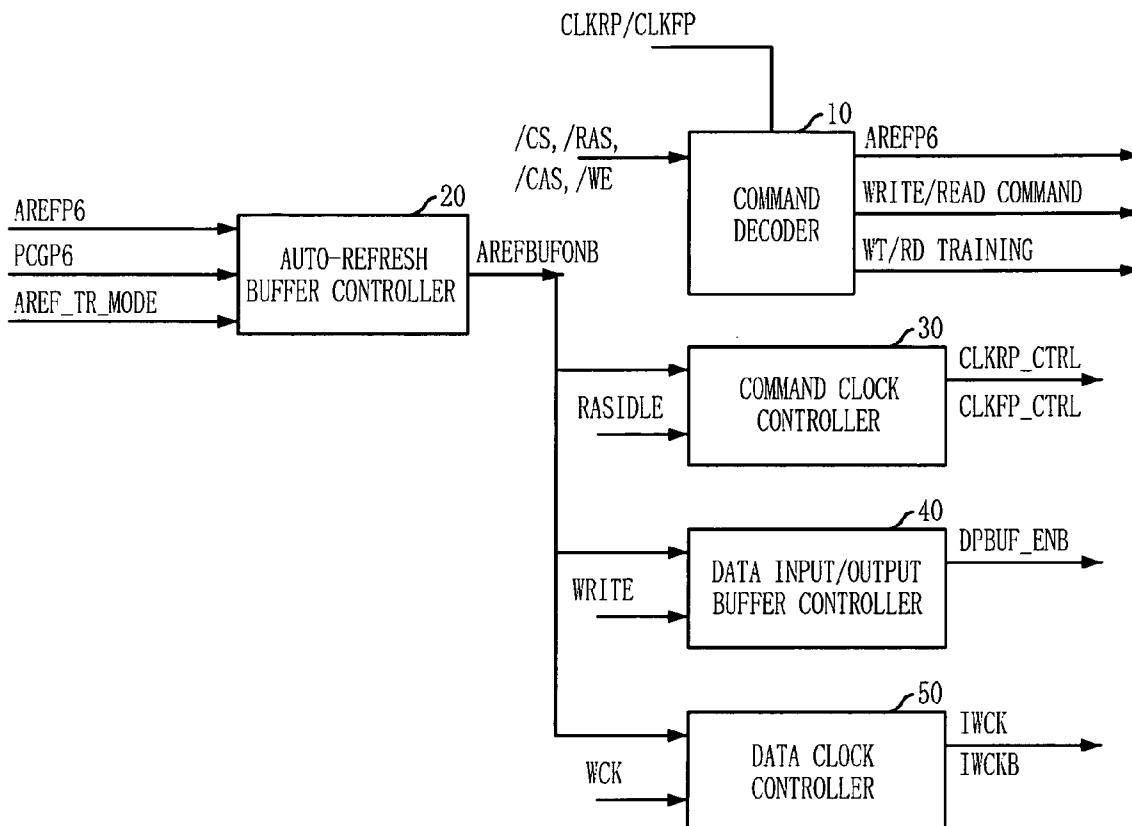 CLKRP/CLKFP
10
/CS, /RAS,
/CAS, /WE
COMMAND
DECODER
AREFP6
WRITE/READ COMMAND
WT/RD TRAINING
20
AREFP6
PCGP6
AREF_TR_MODE
AUTO-REFRESH
BUFFER CONTROLLER
AREFBUFONB
30
RASIDLE
COMMAND CLOCK
CONTROLLER
CLKRP_CTRL
CLKFP_CTRL
40
WRITE
DATA INPUT/OUTPUT
BUFFER CONTROLLER
DPBUF_ENB
50
WCK
DATA CLOCK
CONTROLLER
IWCK
IWCKB